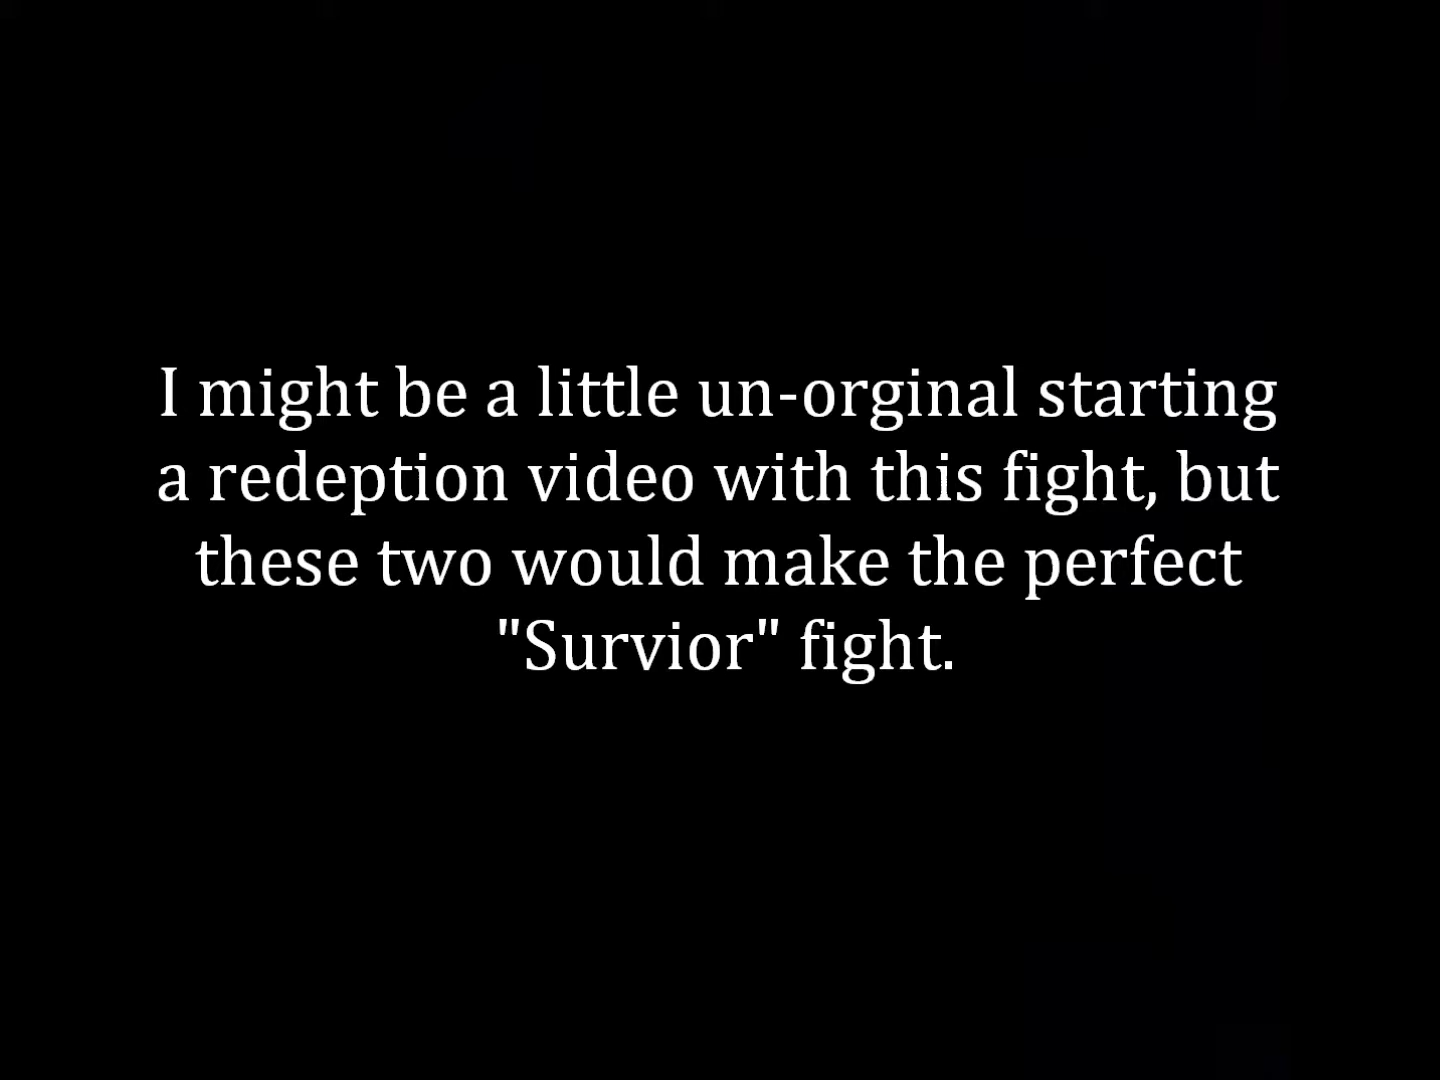 I might be a little un-orginal starting
a redeption video with this fight, but
these two would make the perfect
"Survior" fight.